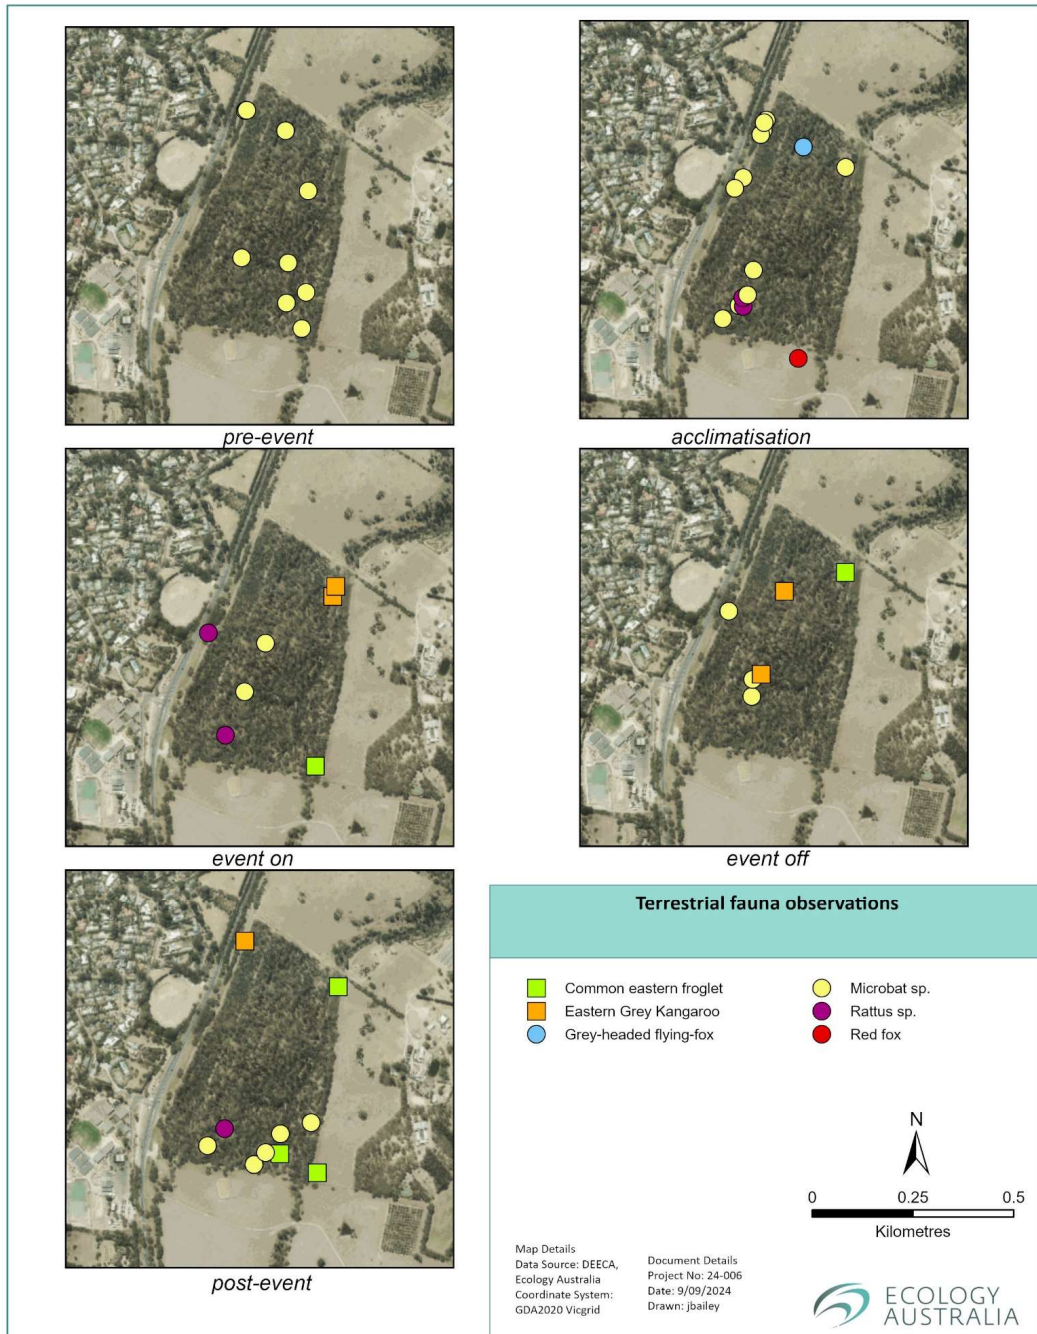 pre-event
acclimatisation
event on
event off
post-event
Terrestrial fauna observations
Common eastern froglet
Eastern Grey Kangaroo
Grey-headed flying-fox
Microbat sp.
Rattus sp.
Red fox
N
0 0.25 0.5
Kilometres
Map Details
Data Source: DEECA,
Ecology Australia
Coordinate System:
GDA2020 Vicgrid
Document Details
Project No: 24-006
Date: 9/09/2024
Drawn: jbailey
ECOLOGY
AUSTRALIA